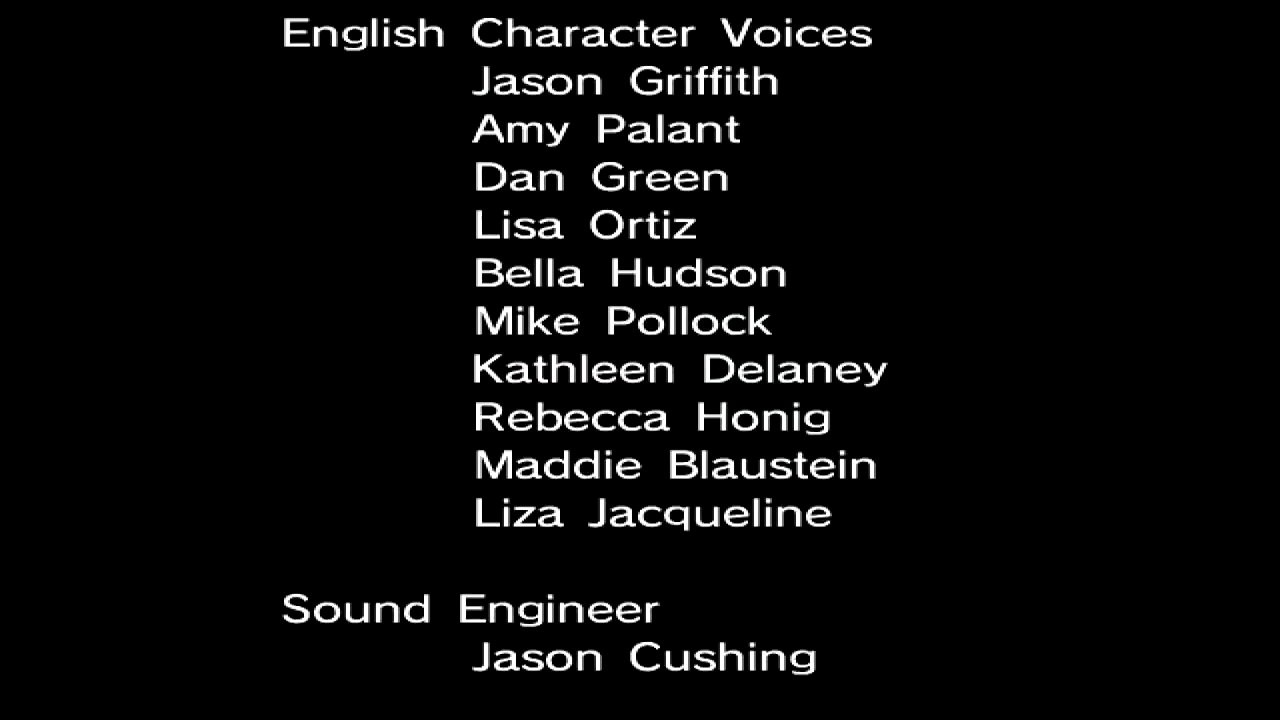 English Character Voices
Jason Griffith
Amy Palant
Dan Green
Lisa Ortiz
Bella Hudson
Mike Pollock
Kathleen Delaney
Rebecca Honig
Maddie Blaustein
Liza Jacqueline
Sound Engineer
Jason Cushing